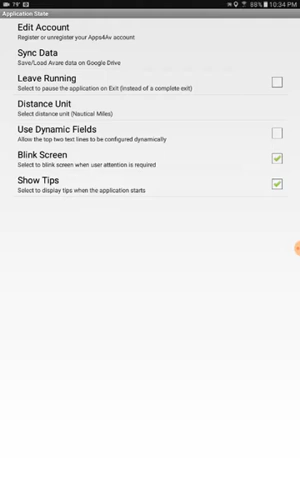 79° 88% 10:34 PM
Application State
Edit Account
Register or unregister your Apps4Av account
Sync Data
Save/Load Avare data on Google Drive
Leave Running
Select to pause the application on Exit (instead of a complete exit)
Distance Unit
Select distance unit (Nautical Miles)
Use Dynamic Fields
Allow the top two text lines to be configured dynamically
Blink Screen
Select to blink screen when user attention is required
Show Tips
Select to display tips when the application starts